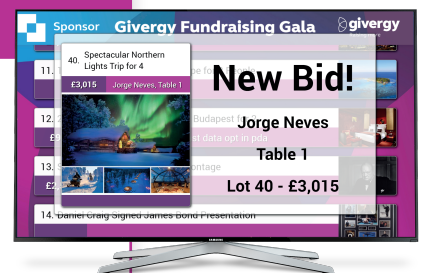 Sponsor Givergy Fundraising Gala givergy
40. Spectacular Northern
Lights Trip for 4
£3,015 Jorge Neves, Table 1
New Bid!
Jorge Neves
Table 1
Lot 40 - £3,015
11.
12. Budapest
st data opt in pda
13. ontage
14. Daniel Craig Signed James Bond Presentation
SAMSUNG